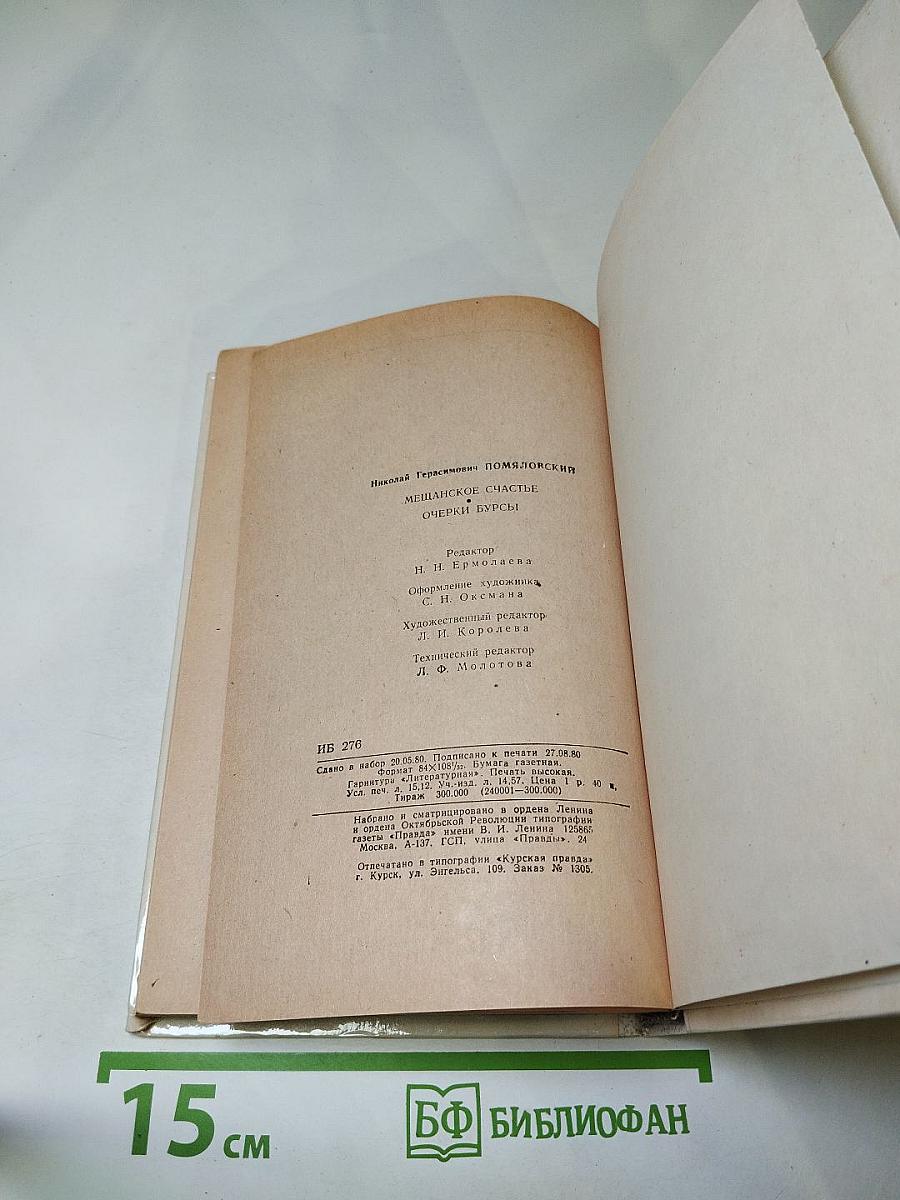 Николай Герасимович ПОМЯЛОВСКИЙ
МЕЩАНСКОЕ СЧАСТЬЕ
•
ОЧЕРКИ БУРСЫ
Редактор
Н. Н. Ермолаева
Оформление художника
С. Н. Оксмана
Художественный редактор
Л. И. Королева
Технический редактор
Л. Ф. Молотова
ИБ 276
Сдано в набор 20.05.80. Подписано к печати 27.08.80
Формат 84×108¹/₃₂. Бумага газетная.
Гарнитура «Литературная». Печать высокая.
Усл. печ. л. 15,12. Уч.-изд. л. 14,57. Цена 1 р. 40 к.
Тираж 300.000 (240001—300.000)
Набрано и сматрицировано в ордена Ленина
и ордена Октябрьской Революции типографии
газеты «Правда» имени В. И. Ленина 125865
Москва, А-137, ГСП, улица «Правды», 24
Отпечатано в типографии «Курская правда»
г. Курск, ул. Энгельса, 109. Заказ № 1305.
15 см
БФ БИБЛИОФАН